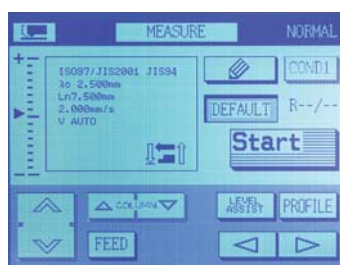 MEASURE NORMAL
+ -
ISO97/JIS2001 JIS94
λc 2.500mm
Ln7.500mm
2.000mm/s
V AUTO
COND1
DEFAULT R--/--
Start
COLUMN
LEVEL ASSIST
PROFILE
FEED